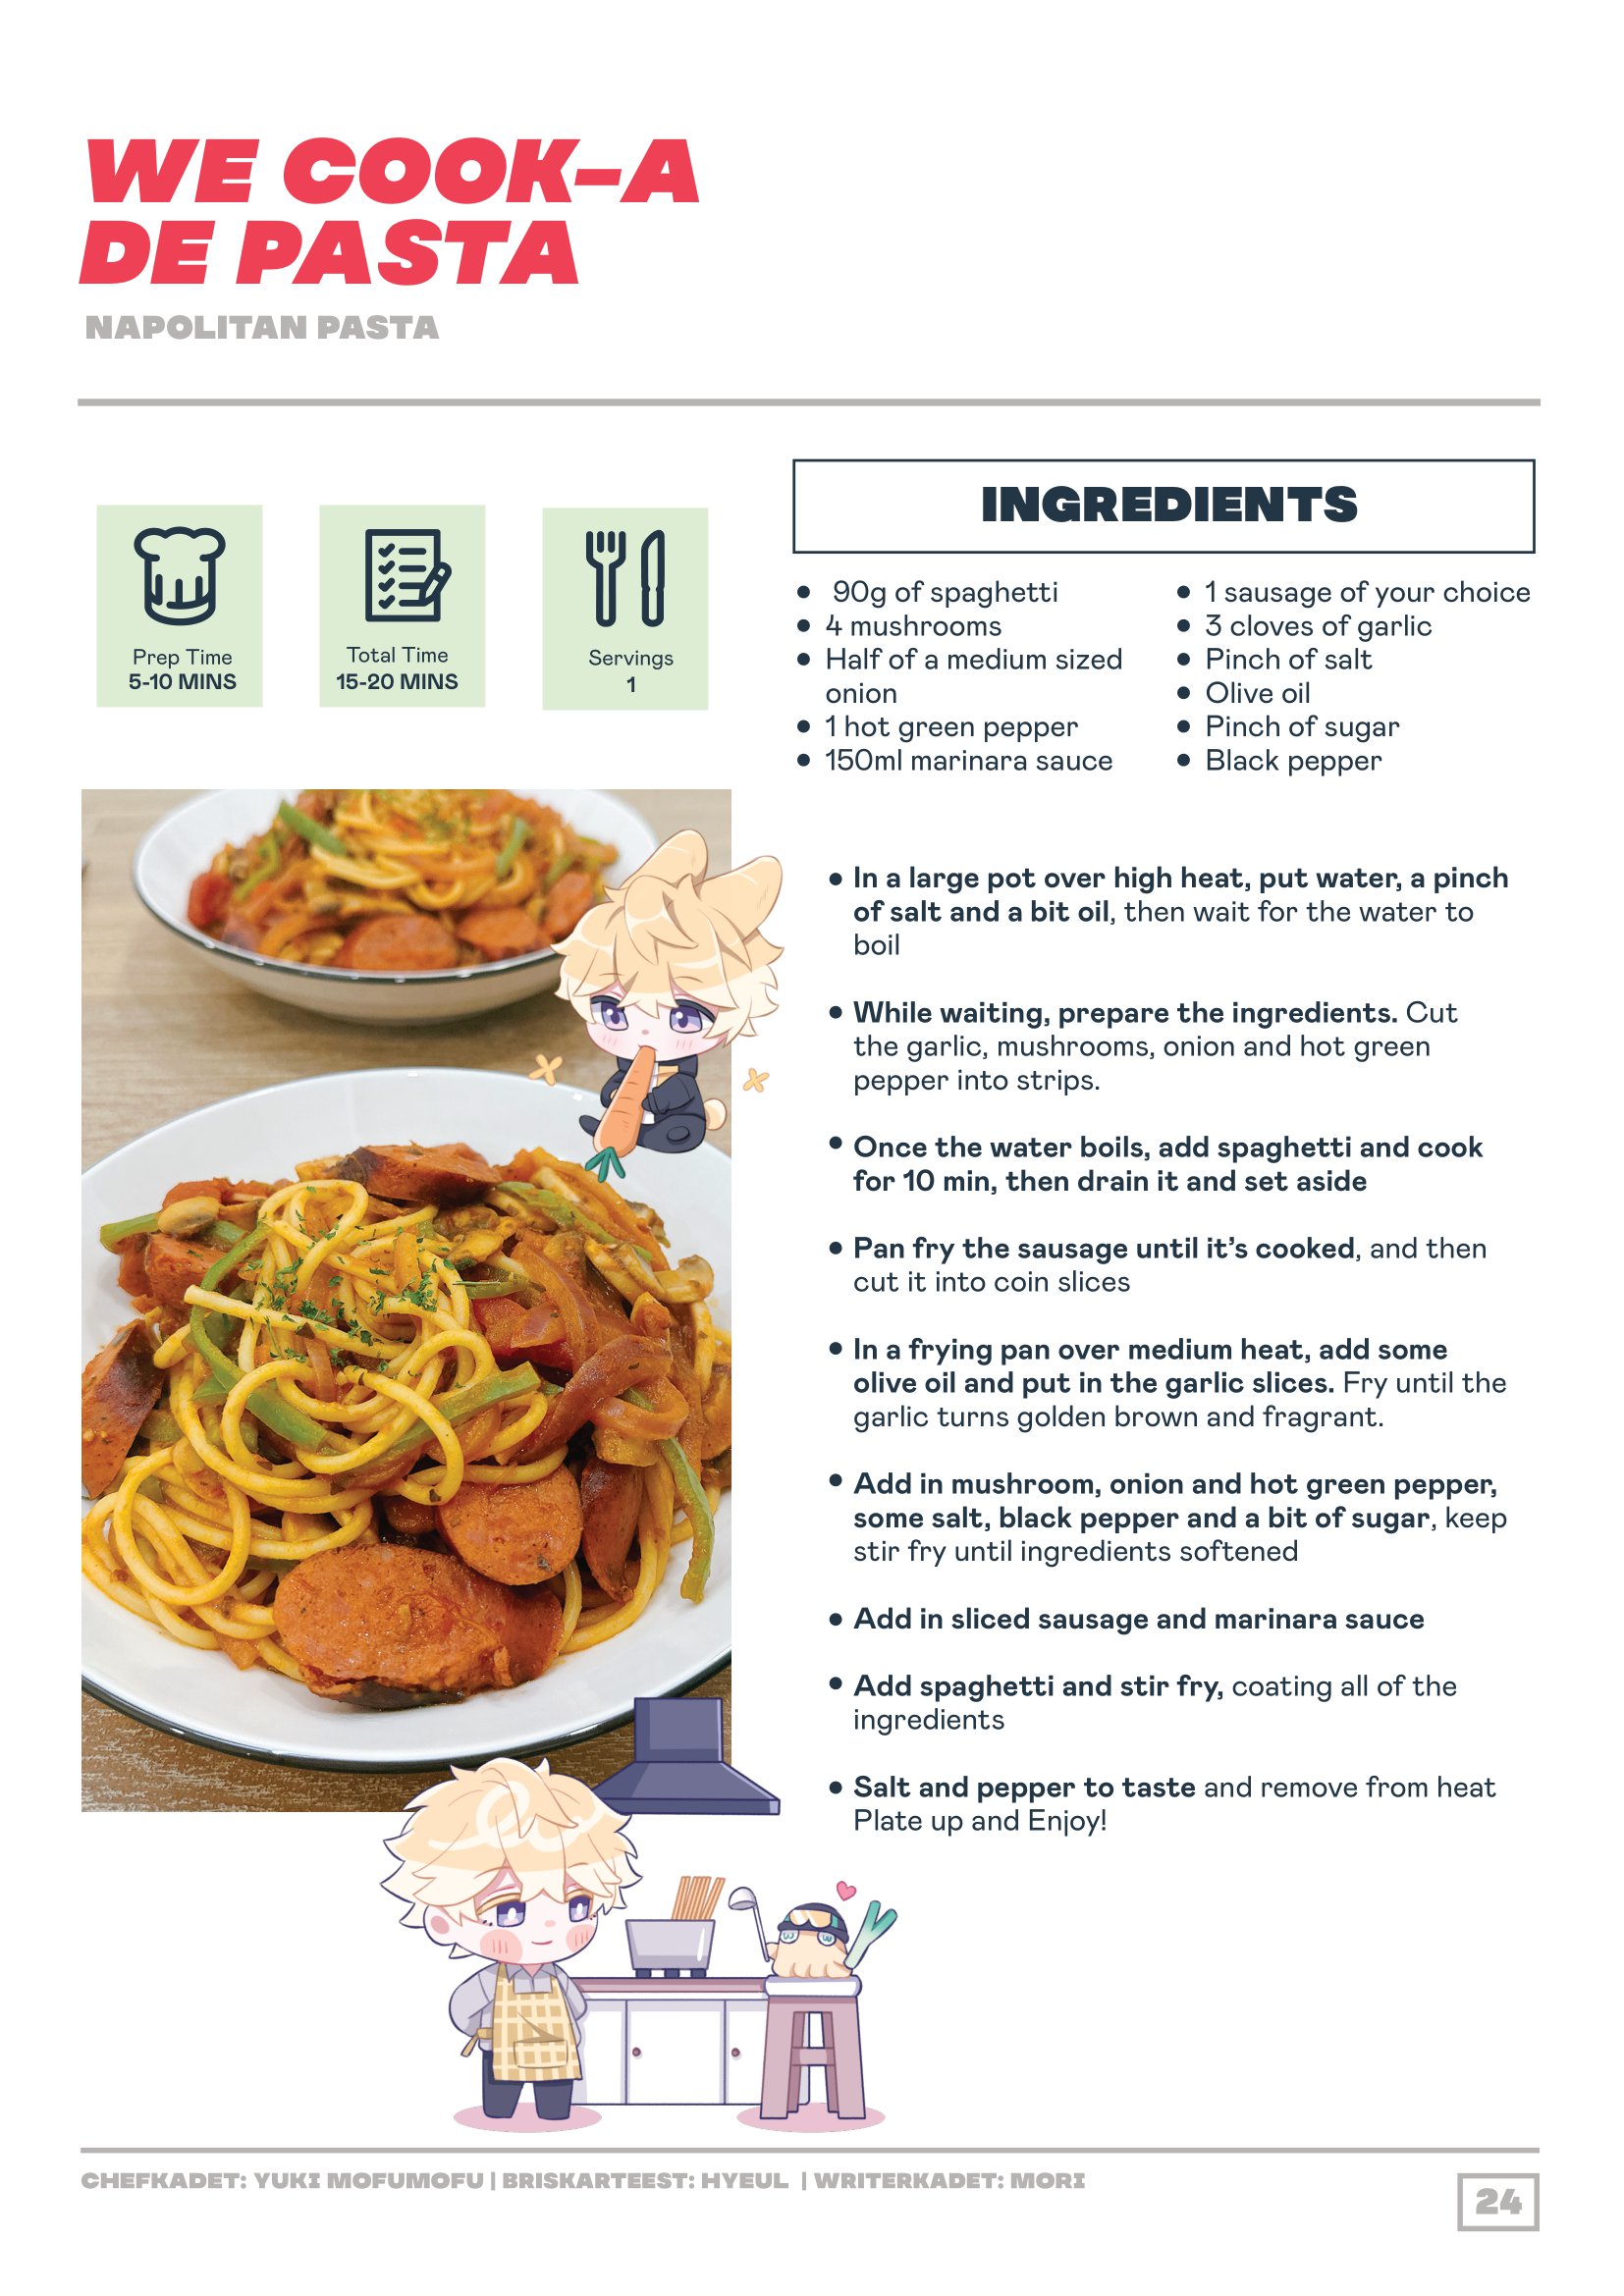 WE COOK-A
DE PASTA
NAPOLITAN PASTA
Prep Time
5-10 MINS
Total Time
15-20 MINS
Servings
1
INGREDIENTS
• 90g of spaghetti
• 4 mushrooms
• Half of a medium sized
onion
• 1 hot green pepper
• 150ml marinara sauce
• 1 sausage of your choice
• 3 cloves of garlic
• Pinch of salt
• Olive oil
• Pinch of sugar
• Black pepper
• In a large pot over high heat, put water, a pinch
of salt and a bit oil, then wait for the water to
boil
• While waiting, prepare the ingredients. Cut
the garlic, mushrooms, onion and hot green
pepper into strips.
• Once the water boils, add spaghetti and cook
for 10 min, then drain it and set aside
• Pan fry the sausage until it’s cooked, and then
cut it into coin slices
• In a frying pan over medium heat, add some
olive oil and put in the garlic slices. Fry until the
garlic turns golden brown and fragrant.
• Add in mushroom, onion and hot green pepper,
some salt, black pepper and a bit of sugar, keep
stir fry until ingredients softened
• Add in sliced sausage and marinara sauce
• Add spaghetti and stir fry, coating all of the
ingredients
• Salt and pepper to taste and remove from heat
Plate up and Enjoy!
CHEFKADET: YUKI MOFUMOFU | BRISKARTEEST: HYEUL | WRITERKADET: MORI
24